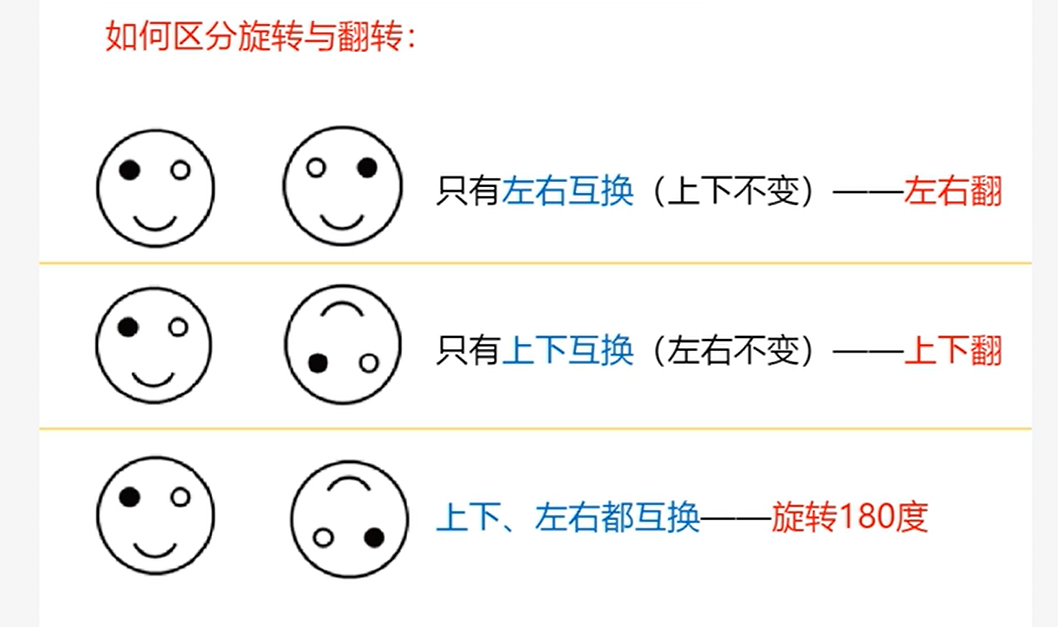 如何区分旋转与翻转：
只有左右互换（上下不变）——左右翻
只有上下互换（左右不变）——上下翻
上下、左右都互换——旋转180度